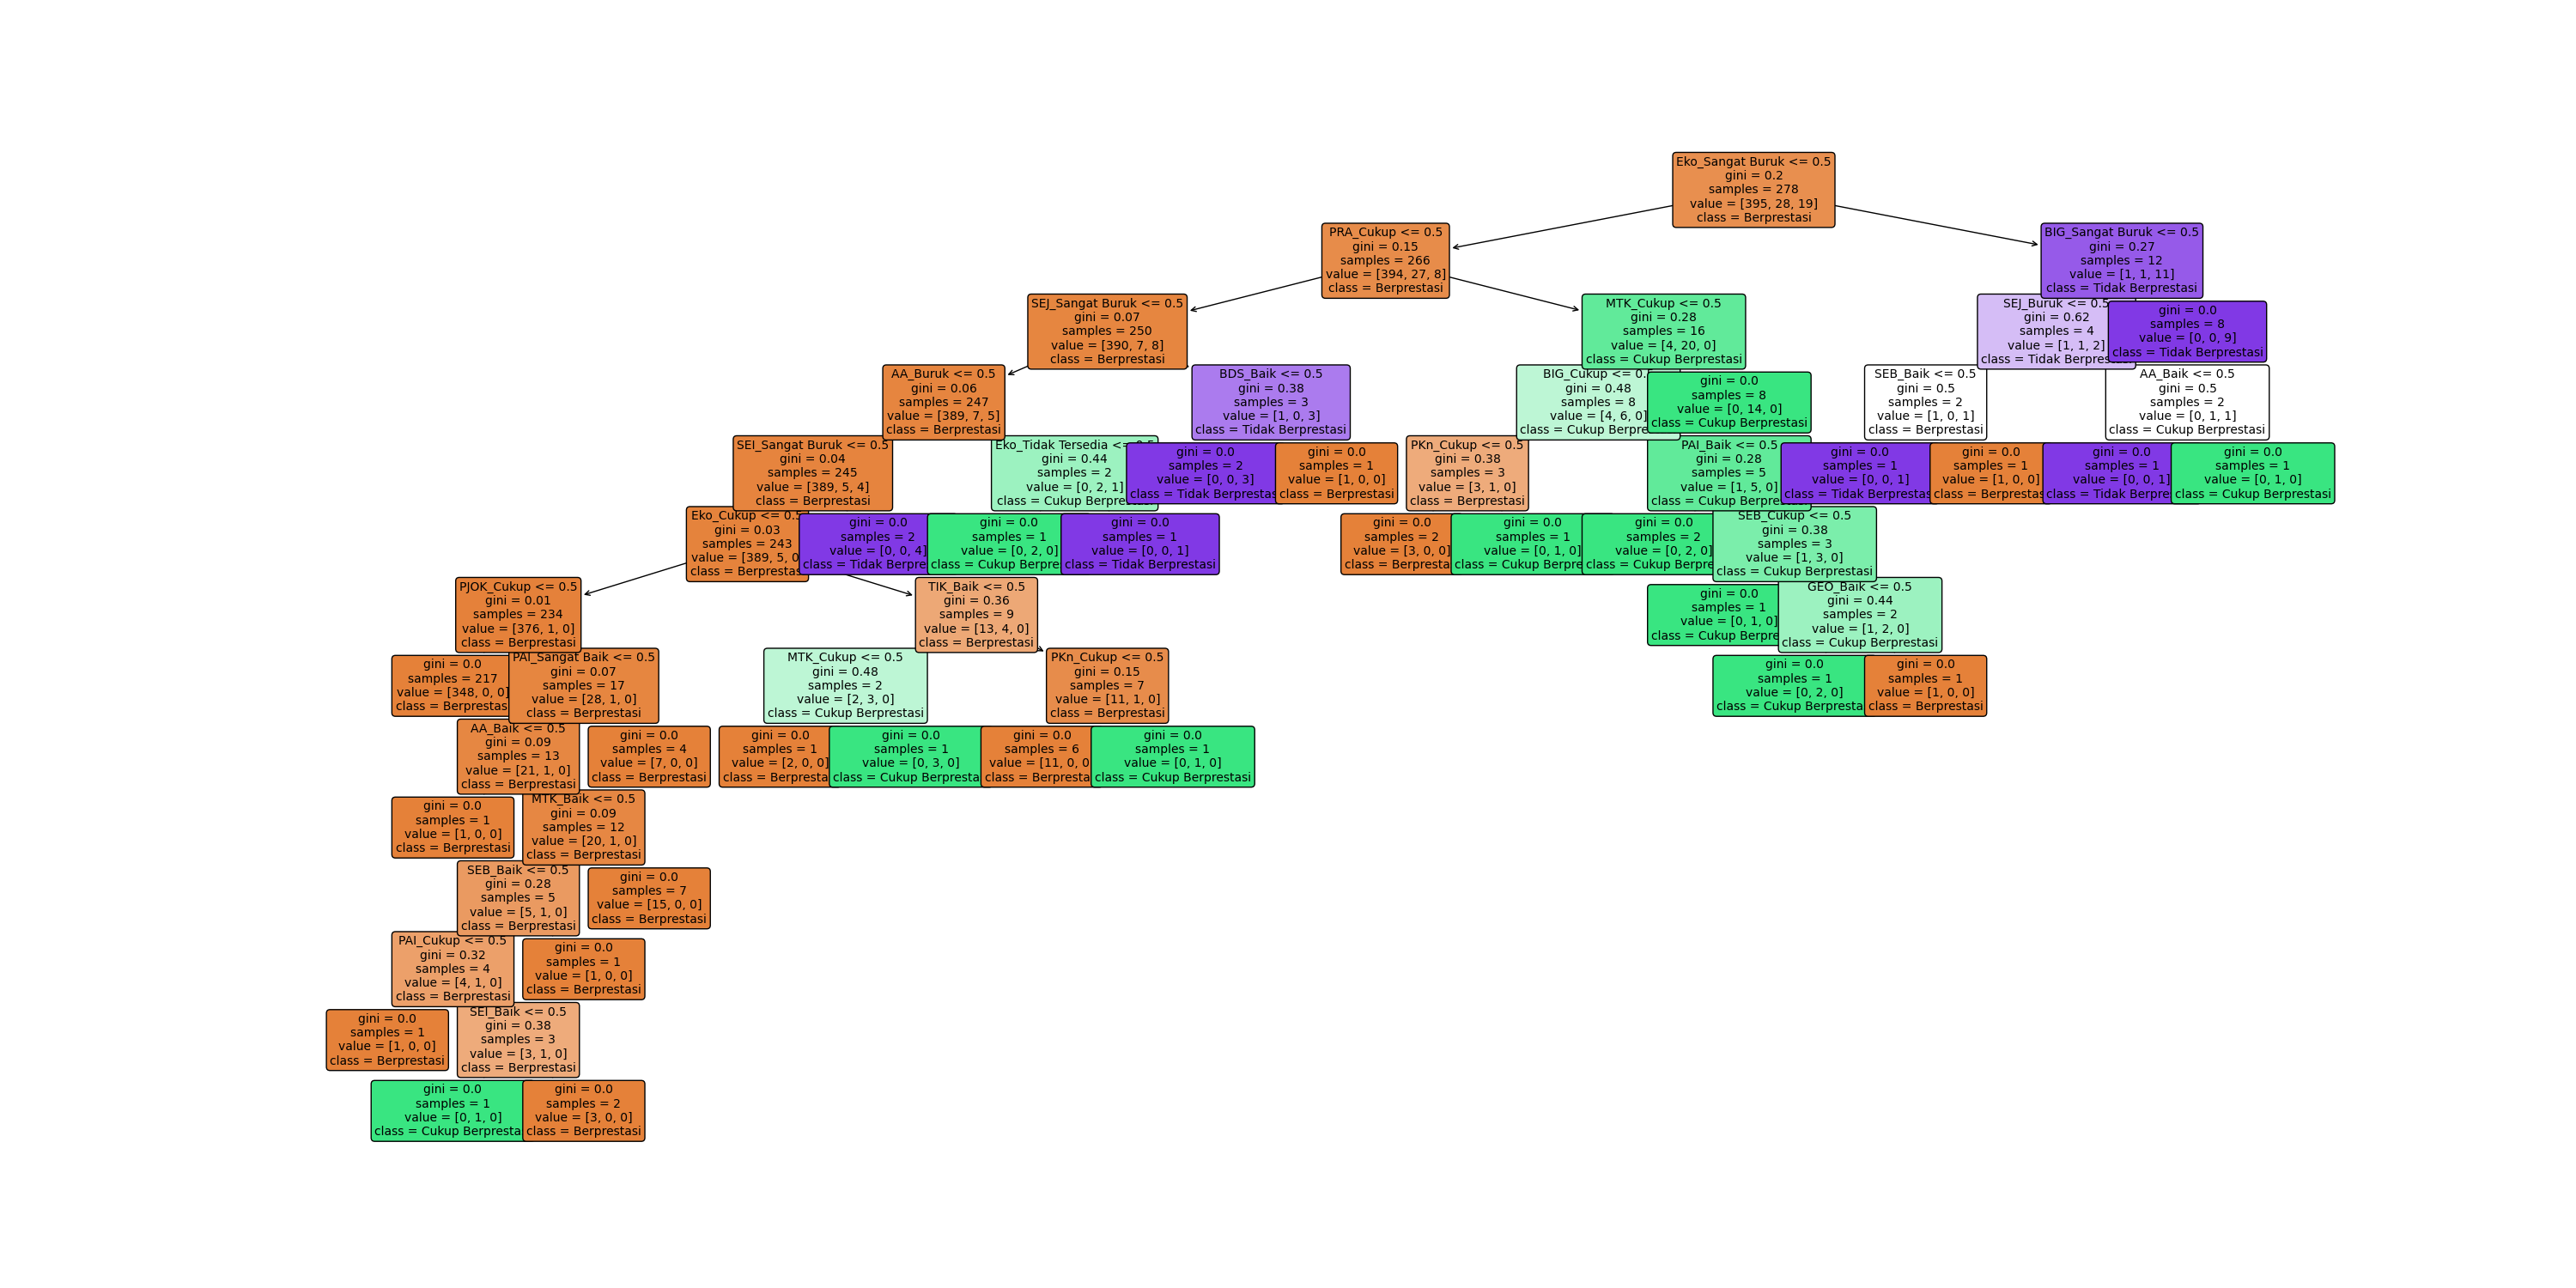 Eko_Sangat Buruk <= 0.5
gini = 0.2
samples = 278
value = [395, 28, 19]
class = Berprestasi
PRA_Cukup <= 0.5
gini = 0.15
samples = 266
value = [394, 27, 8]
class = Berprestasi
BIG_Sangat Buruk <= 0.5
gini = 0.27
samples = 12
value = [1, 1, 11]
class = Tidak Berprestasi
SEJ_Sangat Buruk <= 0.5
gini = 0.07
samples = 250
value = [390, 7, 8]
class = Berprestasi
MTK_Cukup <= 0.5
gini = 0.28
samples = 16
value = [4, 20, 0]
class = Cukup Berprestasi
SEJ_Buruk <= 0.5
gini = 0.62
samples = 4
value = [1, 1, 2]
class = Tidak Berpres
gini = 0.0
samples = 8
value = [0, 0, 9]
class = Tidak Berprestasi
AA_Buruk <= 0.5
gini = 0.06
samples = 247
value = [389, 7, 5]
class = Berprestasi
BDS_Baik <= 0.5
gini = 0.38
samples = 3
value = [1, 0, 3]
class = Tidak Berprestasi
BIG_Cukup <= 0.
gini = 0.48
samples = 8
value = [4, 6, 0]
class = Cukup Berpre
gini = 0.0
samples = 8
value = [0, 14, 0]
class = Cukup Berprestasi
SEB_Baik <= 0.5
gini = 0.5
samples = 2
value = [1, 0, 1]
class = Berprestasi
AA_Baik <= 0.5
gini = 0.5
samples = 2
value = [0, 1, 1]
class = Cukup Berprestasi
SEI_Sangat Buruk <= 0.5
gini = 0.04
samples = 245
value = [389, 5, 4]
class = Berprestasi
Eko_Tidak Tersedia <= 0.5
gini = 0.44
samples = 2
value = [0, 2, 1]
class = Cukup Berpre
gini = 0.0
samples = 2
value = [0, 0, 3]
class = Tidak Berprestas
gini = 0.0
samples = 1
value = [1, 0, 0]
class = Berprestasi
PKn_Cukup <= 0.5
gini = 0.38
samples = 3
value = [3, 1, 0]
class = Berprestasi
PAI_Baik <= 0.5
gini = 0.28
samples = 5
value = [1, 5, 0]
class = Cukup Berpre
gini = 0.0
samples = 1
value = [0, 0, 1]
class = Tidak Berprestas
gini = 0.0
samples = 1
value = [1, 0, 0]
class = Berprestas
gini = 0.0
samples = 1
value = [0, 0, 1]
class = Tidak Berpre
gini = 0.0
samples = 1
value = [0, 1, 0]
class = Cukup Berprestasi
Eko_Cukup <= 0.5
gini = 0.03
samples = 243
value = [389, 5, 0
class = Berprestas
gini = 0.0
samples = 2
value = [0, 0, 4]
class = Tidak Berpre
gini = 0.0
samples = 1
value = [0, 2, 0]
class = Cukup Berpre
gini = 0.0
samples = 1
value = [0, 0, 1]
class = Tidak Berprestasi
gini = 0.0
samples = 2
value = [3, 0, 0]
class = Berpresta
gini = 0.0
samples = 1
value = [0, 1, 0]
class = Cukup Berpre
gini = 0.0
samples = 2
value = [0, 2, 0]
class = Cukup Berpre
SEB_Cukup <= 0.5
gini = 0.38
samples = 3
value = [1, 3, 0]
class = Cukup Berprestasi
PJOK_Cukup <= 0.5
gini = 0.01
samples = 234
value = [376, 1, 0]
class = Berprestasi
TIK_Baik <= 0.5
gini = 0.36
samples = 9
value = [13, 4, 0]
class = Berprestasi
gini = 0.0
samples = 1
value = [0, 1, 0]
class = Cukup Berpre
GEO_Baik <= 0.5
gini = 0.44
samples = 2
value = [1, 2, 0]
class = Cukup Berprestasi
gini = 0.0
samples = 217
value = [348, 0, 0]
class = Berprestas
PAI_Sangat Baik <= 0.5
gini = 0.07
samples = 17
value = [28, 1, 0]
class = Berprestasi
MTK_Cukup <= 0.5
gini = 0.48
samples = 2
value = [2, 3, 0]
class = Cukup Berprestasi
PKn_Cukup <= 0.5
gini = 0.15
samples = 7
value = [11, 1, 0]
class = Berprestasi
gini = 0.0
samples = 1
value = [0, 2, 0]
class = Cukup Berpresta
gini = 0.0
samples = 1
value = [1, 0, 0]
class = Berprestasi
AA_Baik <= 0.5
gini = 0.09
samples = 13
value = [21, 1, 0]
class = Berprestasi
gini = 0.0
samples = 4
value = [7, 0, 0]
class = Berprestasi
gini = 0.0
samples = 1
value = [2, 0, 0]
class = Berpresta
gini = 0.0
samples = 1
value = [0, 3, 0]
class = Cukup Berpresta
gini = 0.0
samples = 6
value = [11, 0, 0
class = Berpresta
gini = 0.0
samples = 1
value = [0, 1, 0]
class = Cukup Berprestasi
gini = 0.0
samples = 1
value = [1, 0, 0]
class = Berprestasi
MTK_Baik <= 0.5
gini = 0.09
samples = 12
value = [20, 1, 0]
class = Berprestasi
SEB_Baik <= 0.5
gini = 0.28
samples = 5
value = [5, 1, 0]
class = Berprestasi
gini = 0.0
samples = 7
value = [15, 0, 0]
class = Berprestasi
PAI_Cukup <= 0.5
gini = 0.32
samples = 4
value = [4, 1, 0]
class = Berprestasi
gini = 0.0
samples = 1
value = [1, 0, 0]
class = Berprestasi
gini = 0.0
samples = 1
value = [1, 0, 0]
class = Berprestasi
SEI_Baik <= 0.5
gini = 0.38
samples = 3
value = [3, 1, 0]
class = Berprestasi
gini = 0.0
samples = 1
value = [0, 1, 0]
class = Cukup Berpresta
gini = 0.0
samples = 2
value = [3, 0, 0]
class = Berprestasi